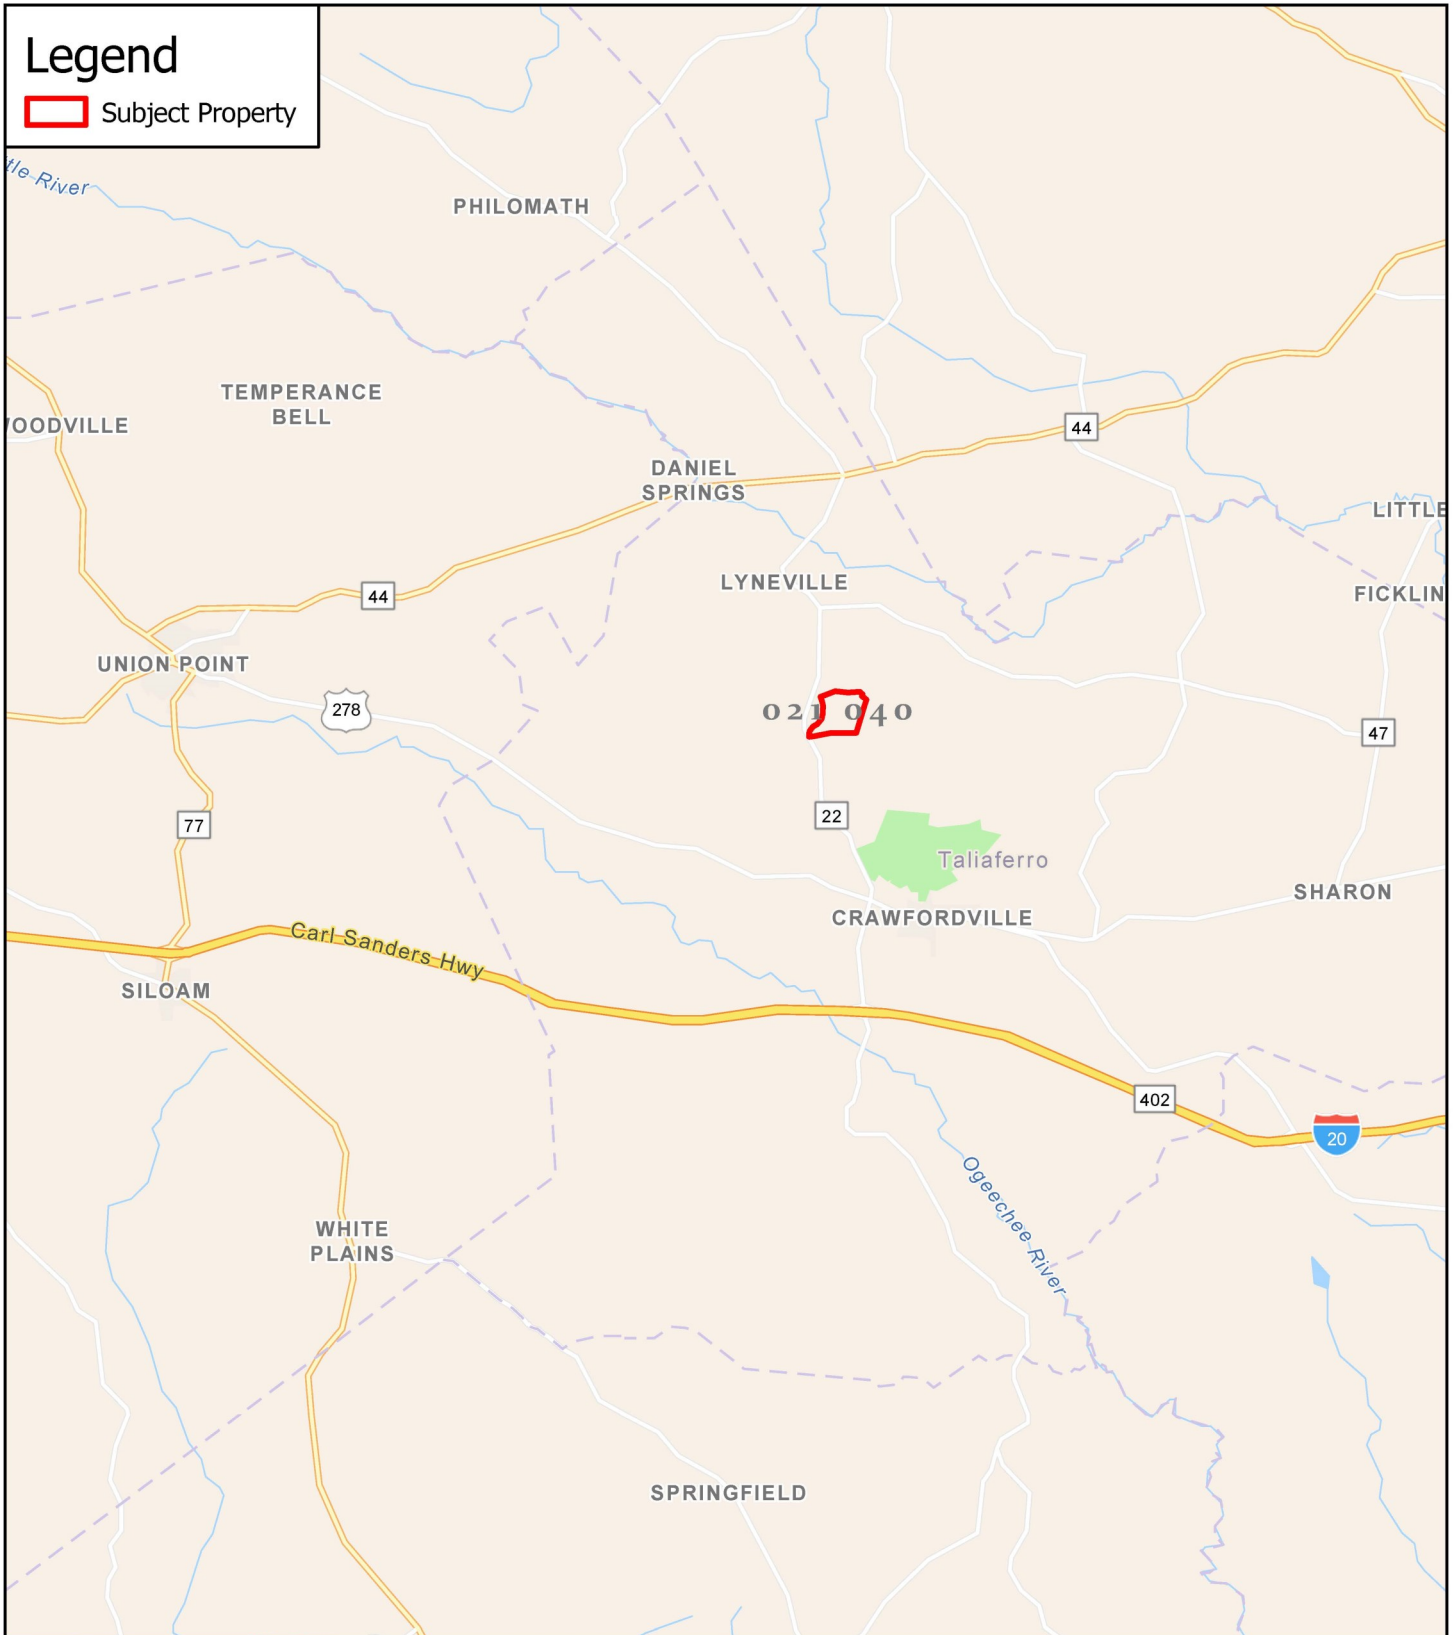 Legend
Subject Property
tle River
PHILOMATH
TEMPERANCE
BELL
OODVILLE
44
DANIEL
SPRINGS
LITTLE
LYNEVILLE
FICKLIN
44
UNION POINT
278
021 040
47
77
22
Taliaferro
SHARON
CRAWFORDVILLE
Carl Sanders Hwy
SILOAM
402
20
Ogeechee River
WHITE
PLAINS
SPRINGFIELD